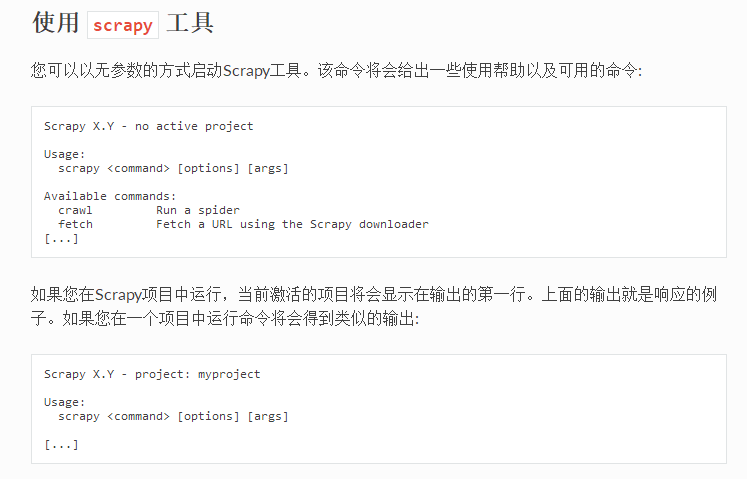 使用 scrapy 工具
您可以以无参数的方式启动Scrapy工具。该命令将会给出一些使用帮助以及可用的命令:
Scrapy X.Y - no active project
Usage:
  scrapy <command> [options] [args]
Available commands:
  crawl         Run a spider
  fetch         Fetch a URL using the Scrapy downloader
[...]
如果您在Scrapy项目中运行，当前激活的项目将会显示在输出的第一行。上面的输出就是响应的例
子。如果您在一个项目中运行命令将会得到类似的输出:
Scrapy X.Y - project: myproject
Usage:
  scrapy <command> [options] [args]
[...]